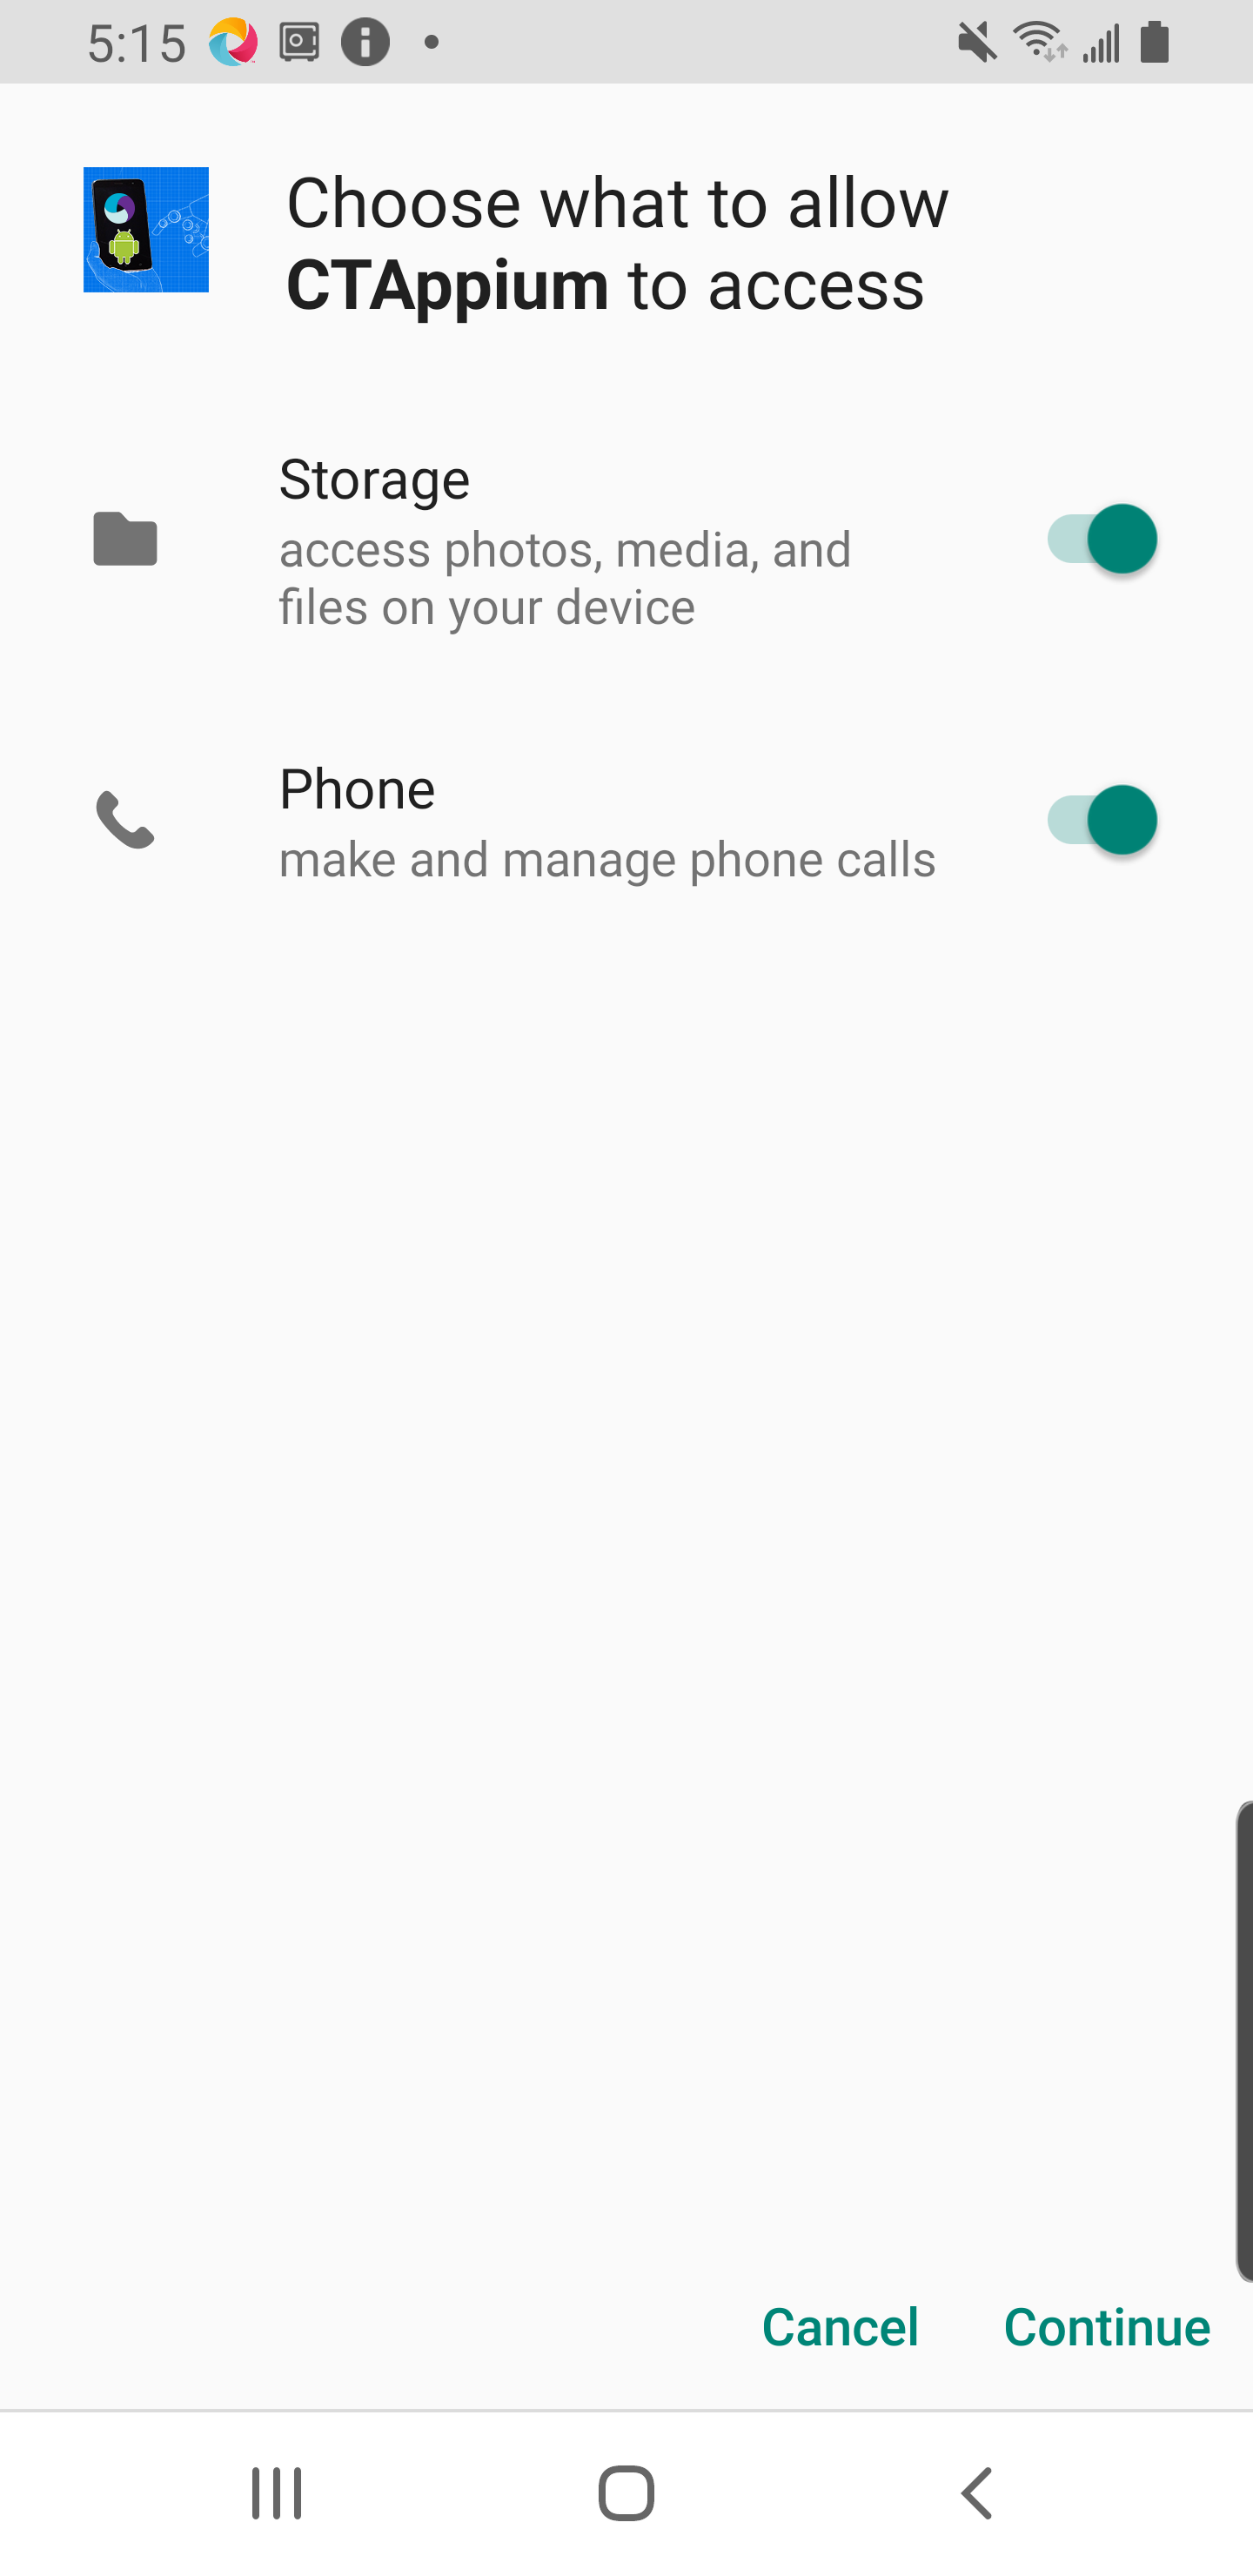 5:15
Choose what to allow
CTAppium to access
Storage
access photos, media, and
files on your device
Phone
make and manage phone calls
Cancel
Continue